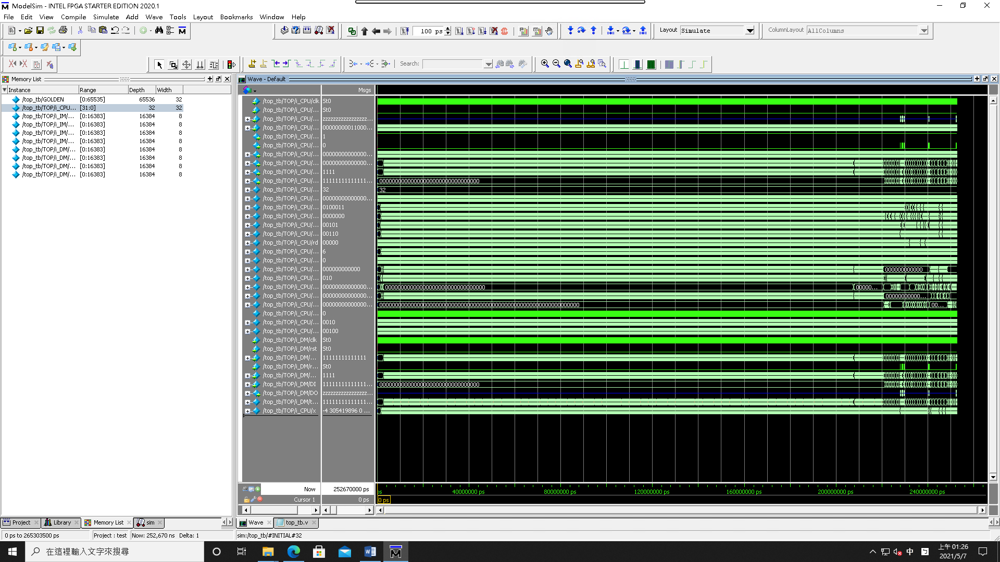 ModelSim - INTEL FPGA STARTER EDITION 2020.1
File Edit View Compile Simulate Add Wave Tools Layout Bookmarks Window Help
100 ps
Layout Simulate
ColumnLayout AllColumns
Search:
Memory List
Wave - Default
Instance Range Depth Width
Msgs
/top_tb/GOLDEN [0:65535] 65536 32
/top_tb/TOP/i_CPU... [31:0] 32 32
/top_tb/TOP/i_IM/... [0:16383] 16384 8
/top_tb/TOP/i_IM/... [0:16383] 16384 8
/top_tb/TOP/i_IM/... [0:16383] 16384 8
/top_tb/TOP/i_IM/... [0:16383] 16384 8
/top_tb/TOP/i_DM/... [0:16383] 16384 8
/top_tb/TOP/i_DM/... [0:16383] 16384 8
/top_tb/TOP/i_DM/... [0:16383] 16384 8
/top_tb/TOP/i_DM/... [0:16383] 16384 8
/top_tb/TOP/i_CPU/clk St0
/top_tb/TOP/i_CPU/... St0
/top_tb/TOP/i_CPU/... zzzzzzzzzzzzzzzzzz...
/top_tb/TOP/i_CPU/... 00000000011000...
/top_tb/TOP/i_CPU/... 1
/top_tb/TOP/i_CPU/... 0
/top_tb/TOP/i_CPU/... 00000000000000...
/top_tb/TOP/i_CPU/... 00000000000000...
/top_tb/TOP/i_CPU/... 1111
/top_tb/TOP/i_CPU/... 11111111111111... 00000000000000000000000000000000
/top_tb/TOP/i_CPU/... 32 32
/top_tb/TOP/i_CPU/... 00000000000000...
/top_tb/TOP/i_CPU/... 0100011
/top_tb/TOP/i_CPU/... 0000000
/top_tb/TOP/i_CPU/... 00101
/top_tb/TOP/i_CPU/... 00110
/top_tb/TOP/i_CPU/rd 00000
/top_tb/TOP/i_CPU/... 6
/top_tb/TOP/i_CPU/... 0
/top_tb/TOP/i_CPU/... 000000000000 000000000000
/top_tb/TOP/i_CPU/... 010
/top_tb/TOP/i_CPU/... 00000000000000... 00000000000000000000000000000000 00000...
/top_tb/TOP/i_CPU/... 00000000000000... 00000000000...
/top_tb/TOP/i_CPU/... 00000000000000... 0000000000000000000000000000000000000000000000000000000000000000 00...
/top_tb/TOP/i_CPU/... 0
/top_tb/TOP/i_CPU/... 0010
/top_tb/TOP/i_CPU/... 00100
/top_tb/TOP/i_DM/clk St0
/top_tb/TOP/i_DM/rst St0
/top_tb/TOP/i_DM/... 11111111111111
/top_tb/TOP/i_DM/r... St0
/top_tb/TOP/i_DM/... 1111
/top_tb/TOP/i_DM/DI 11111111111111... 00000000000000000000000000000000
/top_tb/TOP/i_DM/DO zzzzzzzzzzzzzzzzzz...
/top_tb/TOP/i_DM/t... 11111111111111...
/top_tb/TOP/i_CPU/x -4 305419896 0 ...
Now 252670000 ps
ps 40000000 ps 80000000 ps 120000000 ps 160000000 ps 200000000 ps 240000000 ps
Cursor 1 0 ps 0 ps
Project Library Memory List sim Wave top_tb.v
0 ps to 265303500 ps Project : test Now: 252,670 ns Delta: 1 sim:/top_tb/#INITIAL#32
在這裡輸入文字來搜尋
中
上午 01:26
2021/5/7